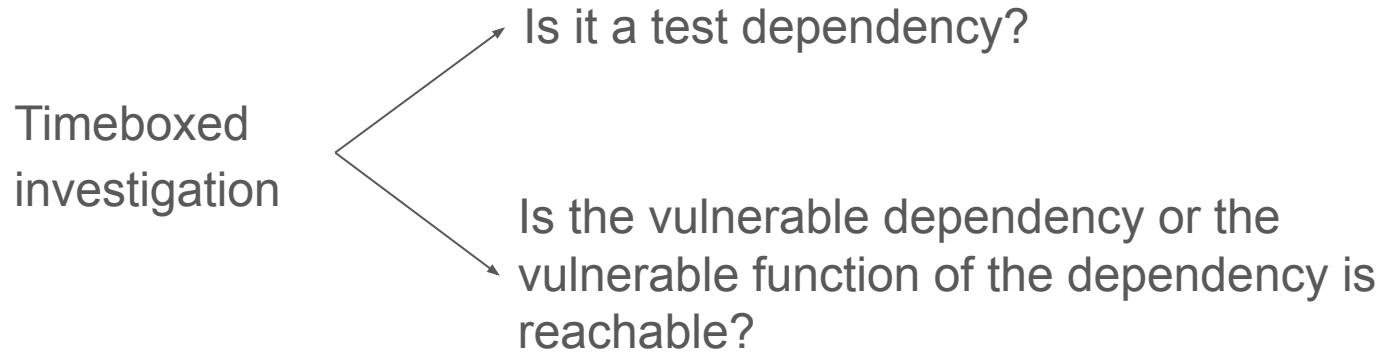 Is it a test dependency?
Timeboxed
investigation
Is the vulnerable dependency or the
vulnerable function of the dependency is
reachable?